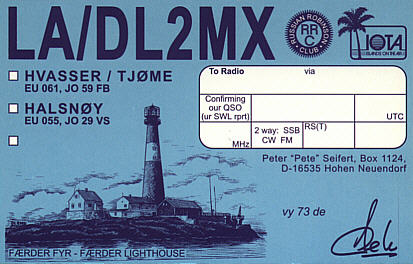 LA/DL2MX
RUSSIAN ROBINSON
RRC
CLUB
IOTA
ISLANDS ON THE AIR
HVASSER / TJØME
EU 061, JO 59 FB
HALSNØY
EU 055, JO 29 VS
To Radio via
Confirming
our QSO
(ur SWL rprt)
UTC
MHz
2 way: SSB
CW FM
RS(T)
Peter "Pete" Seifert, Box 1124,
D-16535 Hohen Neuendorf
vy 73 de
FÆRDER FYR - FÆRDER LIGHTHOUSE